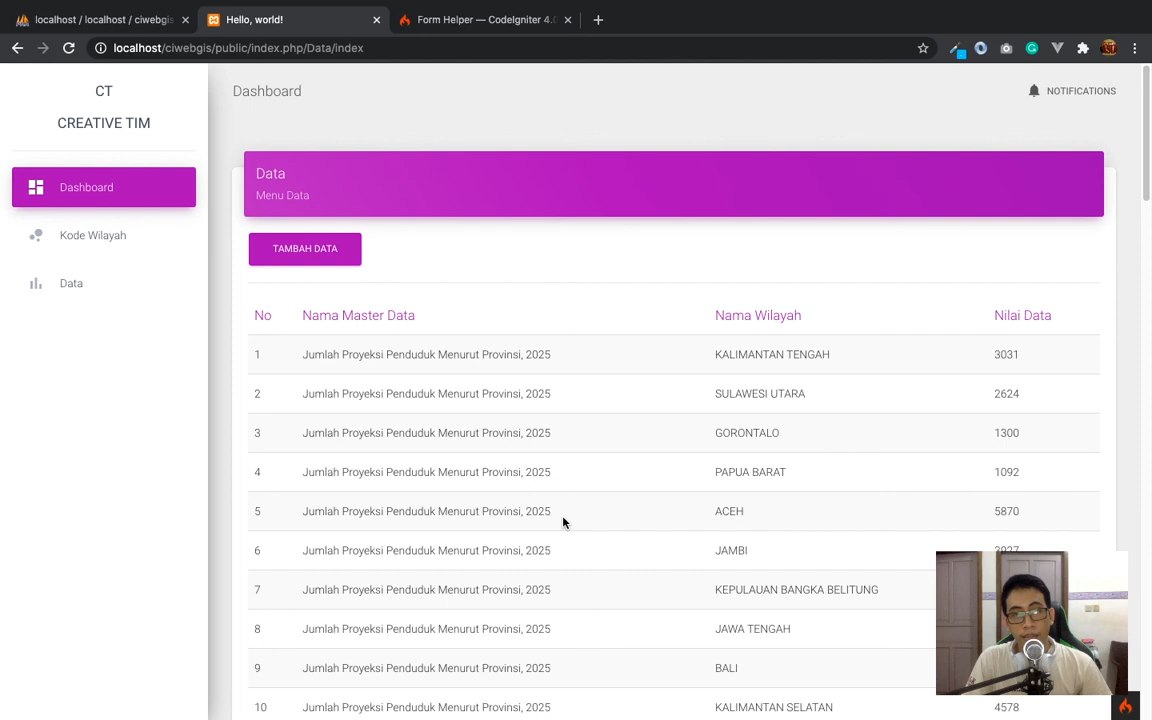 localhost / localhost / ciwebgis
Hello, world!
Form Helper — CodeIgniter 4.
localhost/ciwebgis/public/index.php/Data/index
CT
CREATIVE TIM
Dashboard
Kode Wilayah
Data
Dashboard
NOTIFICATIONS
Data
Menu Data
TAMBAH DATA
No Nama Master Data Nama Wilayah Nilai Data
1 Jumlah Proyeksi Penduduk Menurut Provinsi, 2025 KALIMANTAN TENGAH 3031
2 Jumlah Proyeksi Penduduk Menurut Provinsi, 2025 SULAWESI UTARA 2624
3 Jumlah Proyeksi Penduduk Menurut Provinsi, 2025 GORONTALO 1300
4 Jumlah Proyeksi Penduduk Menurut Provinsi, 2025 PAPUA BARAT 1092
5 Jumlah Proyeksi Penduduk Menurut Provinsi, 2025 ACEH 5870
6 Jumlah Proyeksi Penduduk Menurut Provinsi, 2025 JAMBI
7 Jumlah Proyeksi Penduduk Menurut Provinsi, 2025 KEPULAUAN BANGKA BELITUNG
8 Jumlah Proyeksi Penduduk Menurut Provinsi, 2025 JAWA TENGAH
9 Jumlah Proyeksi Penduduk Menurut Provinsi, 2025 BALI
10 Jumlah Proyeksi Penduduk Menurut Provinsi, 2025 KALIMANTAN SELATAN 4578